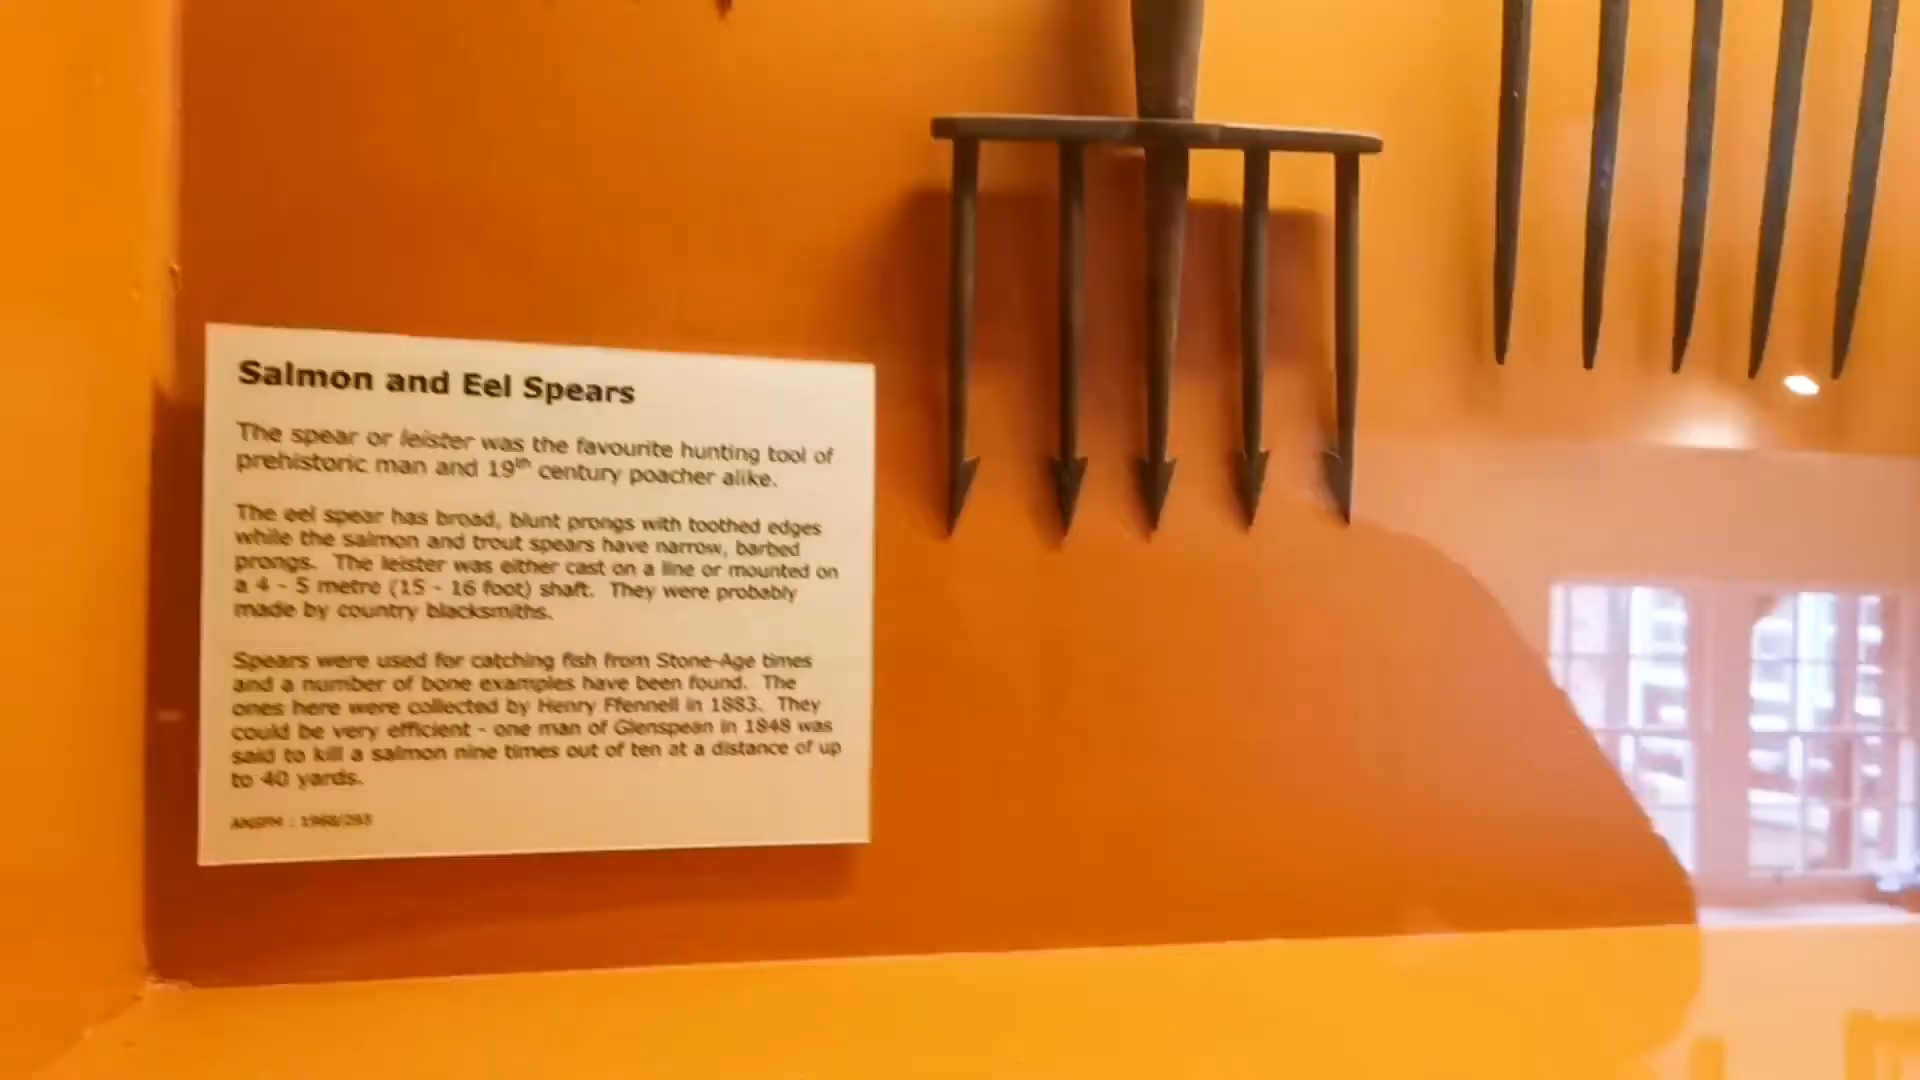 Salmon and Eel Spears
The spear or leister was the favourite hunting tool of
prehistoric man and 19th century poacher alike.
The eel spear has broad, blunt prongs with toothed edges
while the salmon and trout spears have narrow, barbed
prongs. The leister was either cast on a line or mounted on
a 4 - 5 metre (15 - 16 foot) shaft. They were probably
made by country blacksmiths.
Spears were used for catching fish from Stone-Age times
and a number of bone examples have been found. The
ones here were collected by Henry Ffennell in 1883. They
could be very efficient - one man of Glenspean in 1848 was
said to kill a salmon nine times out of ten at a distance of up
to 40 yards.